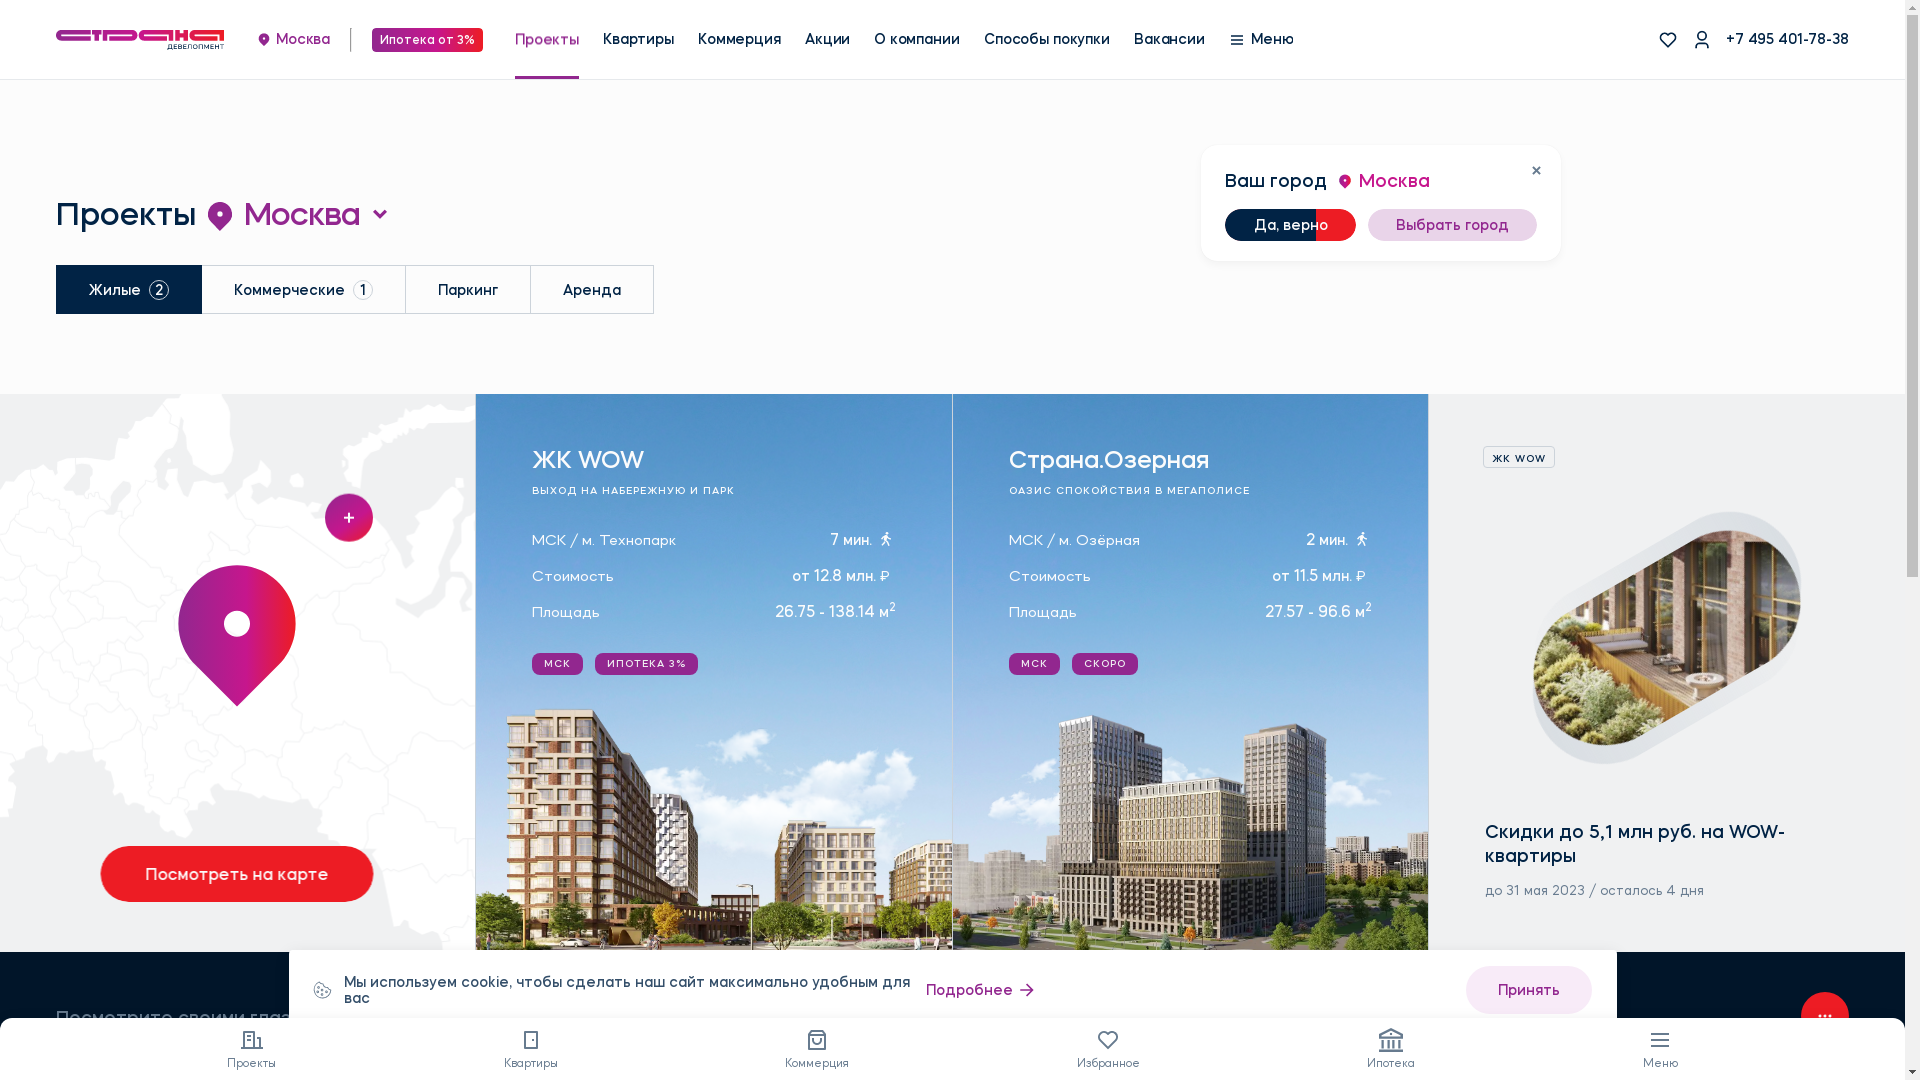 страна
ДЕВЕЛОПМЕНТ
Москва
Ипотека от 3%
Проекты
Квартиры
Коммерция
Акции
О компании
Способы покупки
Вакансии
Меню
+7 495 401-78-38
Ваш город Москва
Да, верно
Выбрать город
Проекты Москва
Жилые 2
Коммерческие 1
Паркинг
Аренда
Посмотреть на карте
ЖК WOW
ВЫХОД НА НАБЕРЕЖНУЮ И ПАРК
МСК / м. Технопарк 7 мин.
Стоимость от 12.8 млн. ₽
Площадь 26.75 - 138.14 м²
МСК
ИПОТЕКА 3%
Страна.Озерная
ОАЗИС СПОКОЙСТВИЯ В МЕГАПОЛИСЕ
МСК / м. Озёрная 2 мин.
Стоимость от 11.5 млн. ₽
Площадь 27.57 - 96.6 м²
МСК
СКОРО
ЖК WOW
Скидки до 5,1 млн руб. на WOW-
квартиры
до 31 мая 2023 / осталось 4 дня
Мы используем cookie, чтобы сделать наш сайт максимально удобным для
вас
Подробнее
Принять
Посмотрите своими
Проекты
Квартиры
Коммерция
Избранное
Ипотека
Меню